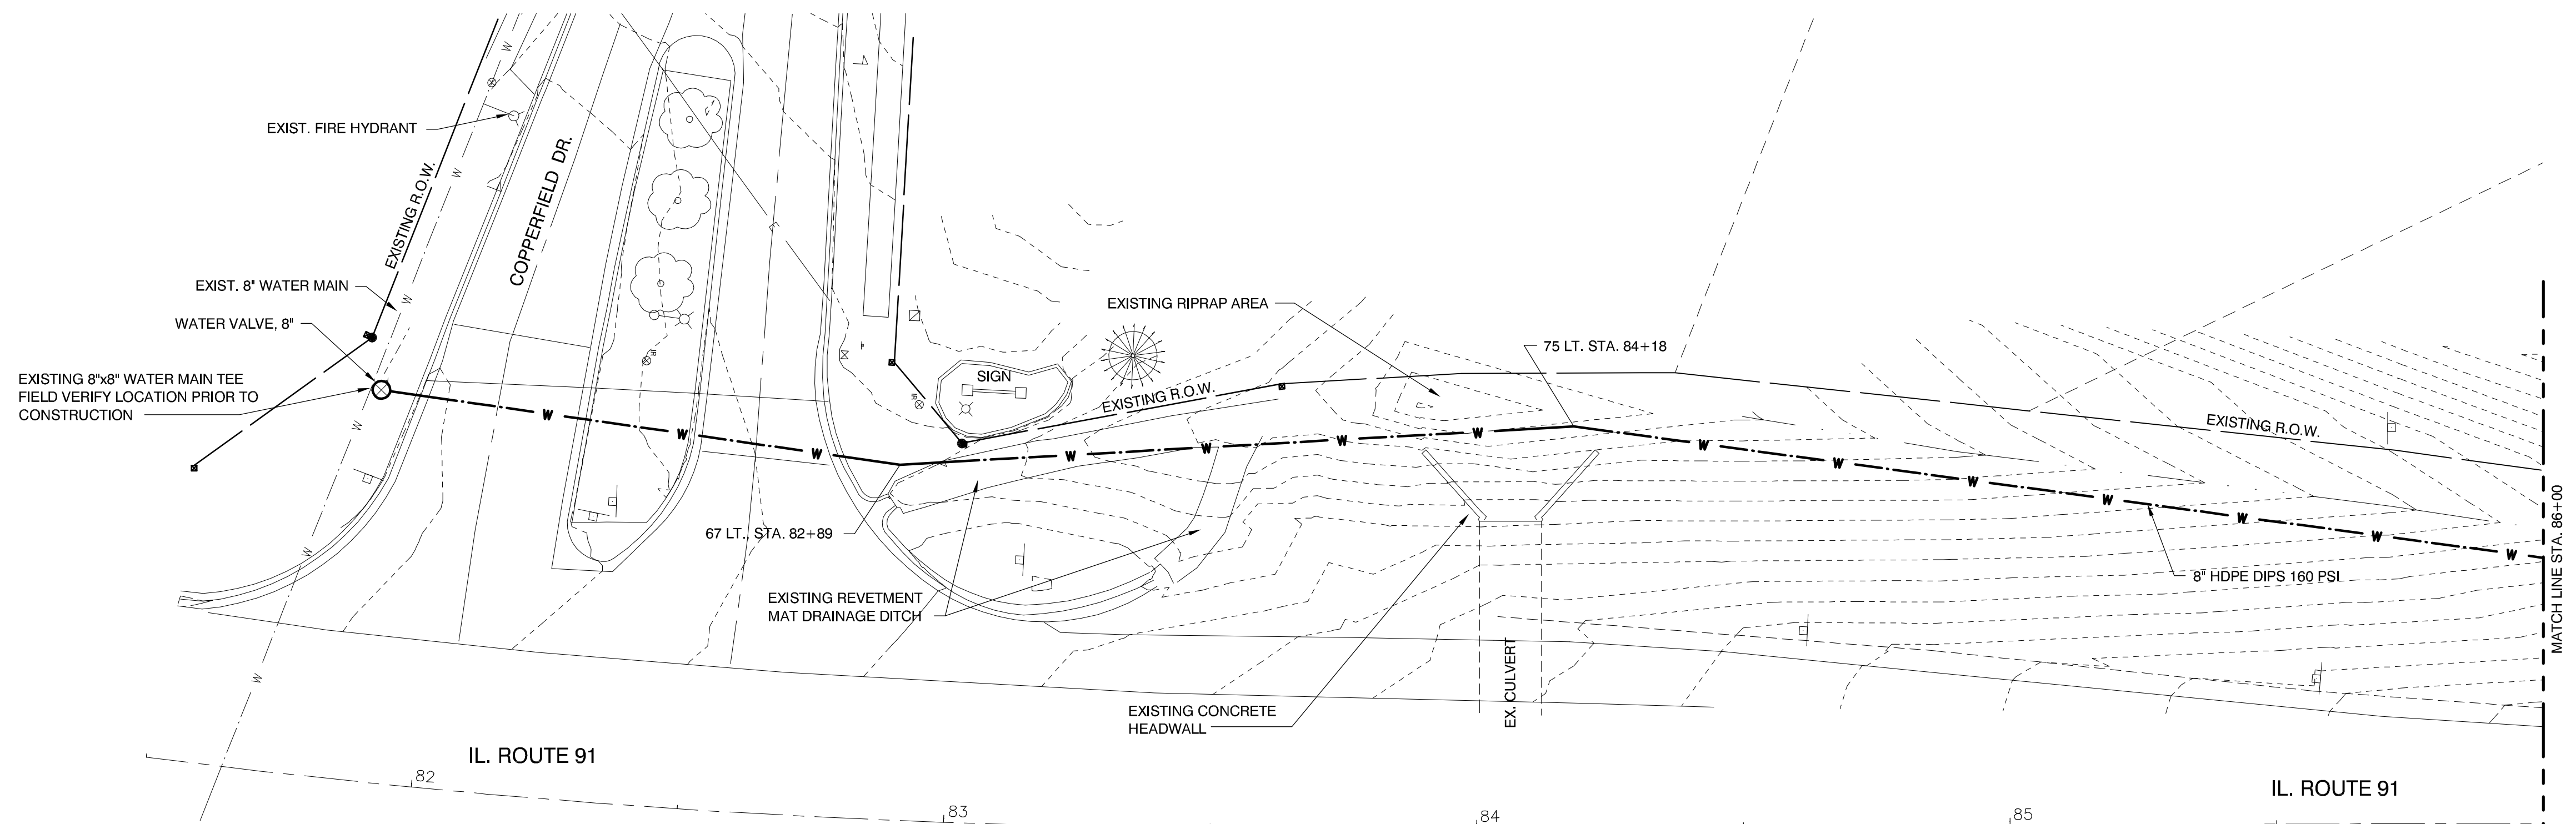 EXIST. FIRE HYDRANT
EXISTING R.O.W.
COPPERFIELD DR.
EXIST. 8" WATER MAIN
WATER VALVE, 8"
EXISTING 8"x8" WATER MAIN TEE
FIELD VERIFY LOCATION PRIOR TO
CONSTRUCTION
SIGN
EXISTING R.O.W.
EXISTING RIPRAP AREA
75 LT. STA. 84+18
EXISTING R.O.W.
67 LT., STA. 82+89
EXISTING REVETMENT
MAT DRAINAGE DITCH
EXISTING CONCRETE
HEADWALL
EX. CULVERT
8" HDPE DIPS 160 PSI
MATCH LINE STA. 86+00
IL. ROUTE 91
IL. ROUTE 91
82
83
84
85
W W W W W W W W
W W W W W W W W W W W W W W W